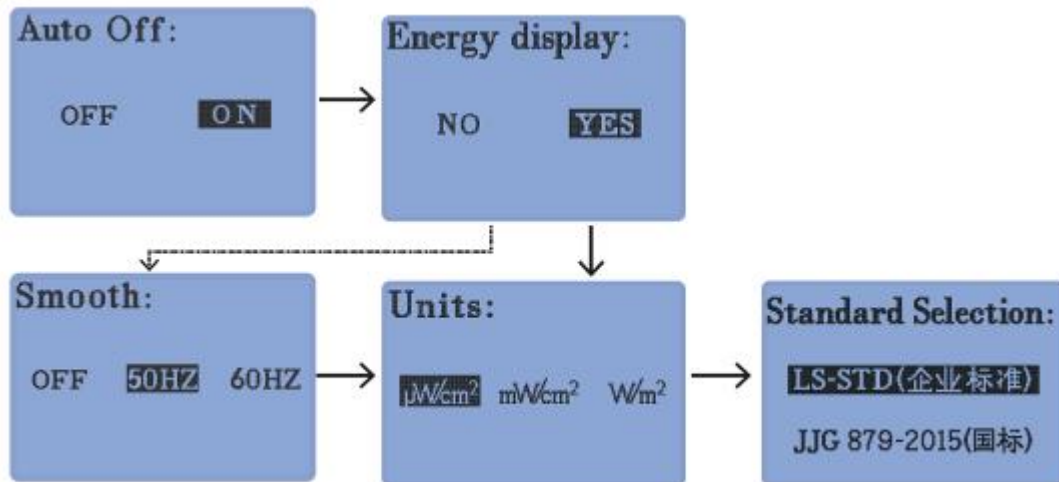 Auto Off:
OFF ON
Energy display:
NO YES
Smooth:
OFF 50HZ 60HZ
Units:
μW/cm² mW/cm² W/m²
Standard Selection:
LS-STD(企业标准)
JJG 879-2015(国标)